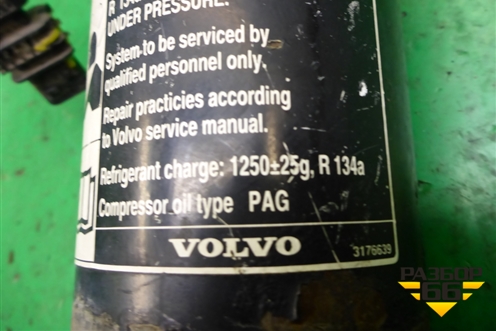 UNDER PRESSURE.
System to be serviced by
qualified personnel only.
Repair practicies according
to Volvo service manual.
Refrigerant charge: 1250±25g, R 134a
Compressor oil type PAG
VOLVO
3176639
РАЗБОР
66